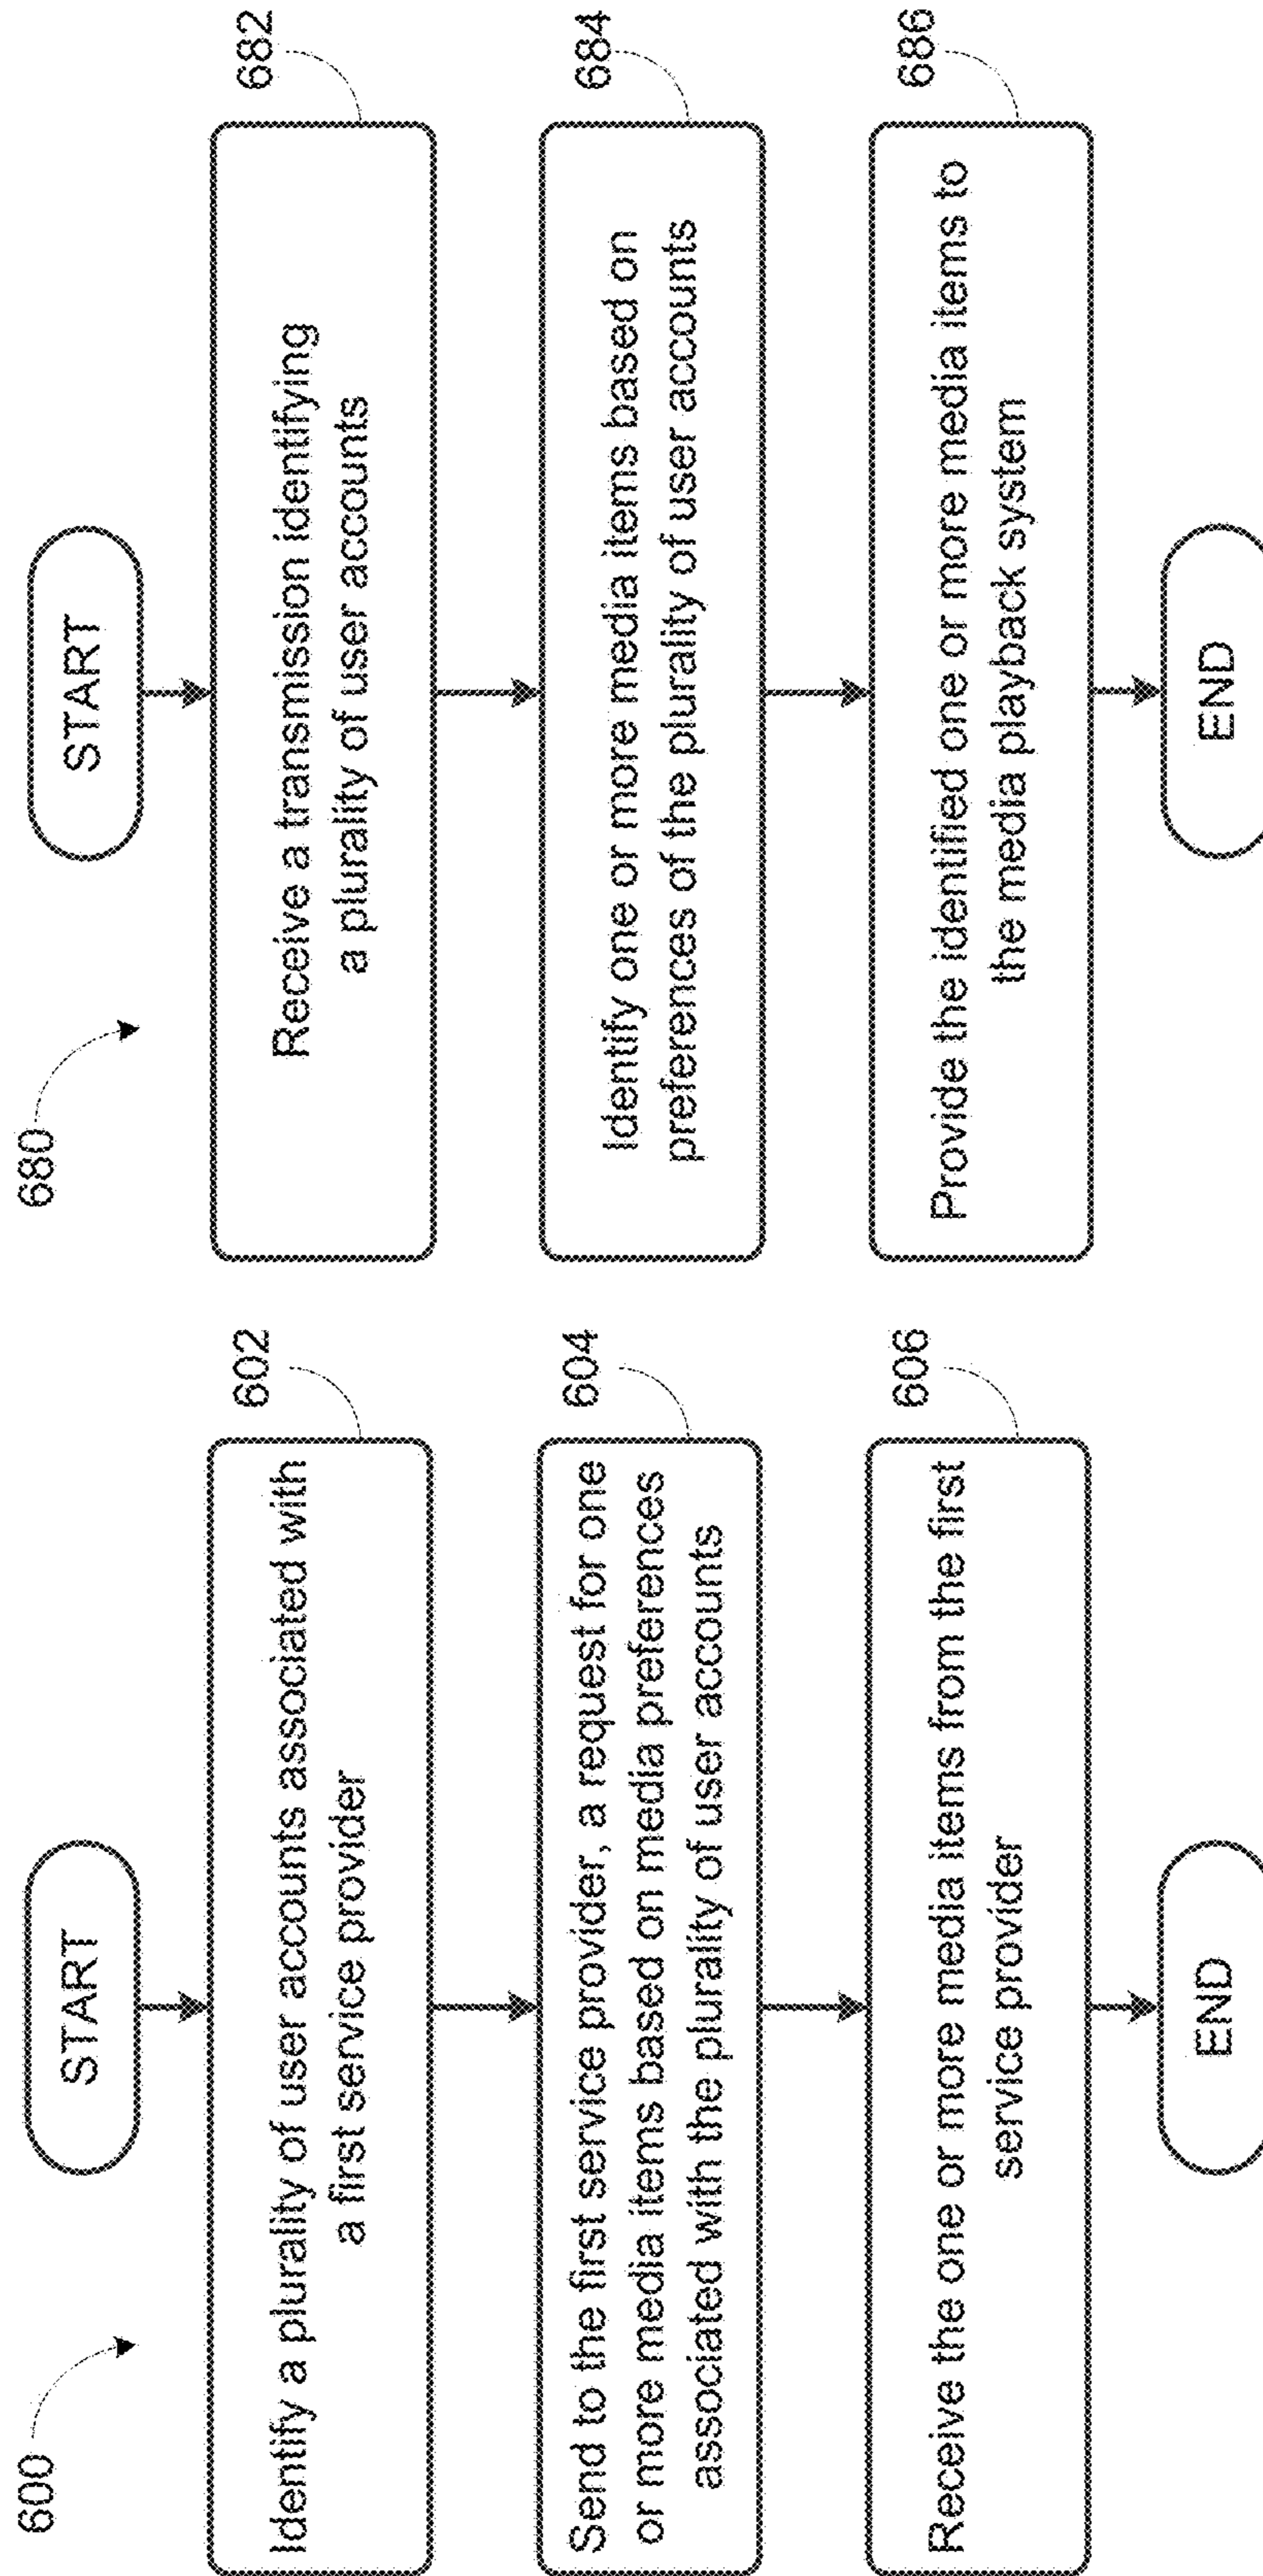 600
START
Identify a plurality of user accounts associated with
a first service provider
602
Send to the first service provider, a request for one
or more media items based on media preferences
associated with the plurality of user accounts
604
Receive the one or more media items from the first
service provider
606
END
680
START
Receive a transmission identifying
a plurality of user accounts
682
Identify one or more media items based on
preferences of the plurality of user accounts
684
Provide the identified one or more media items to
the media playback system
686
END